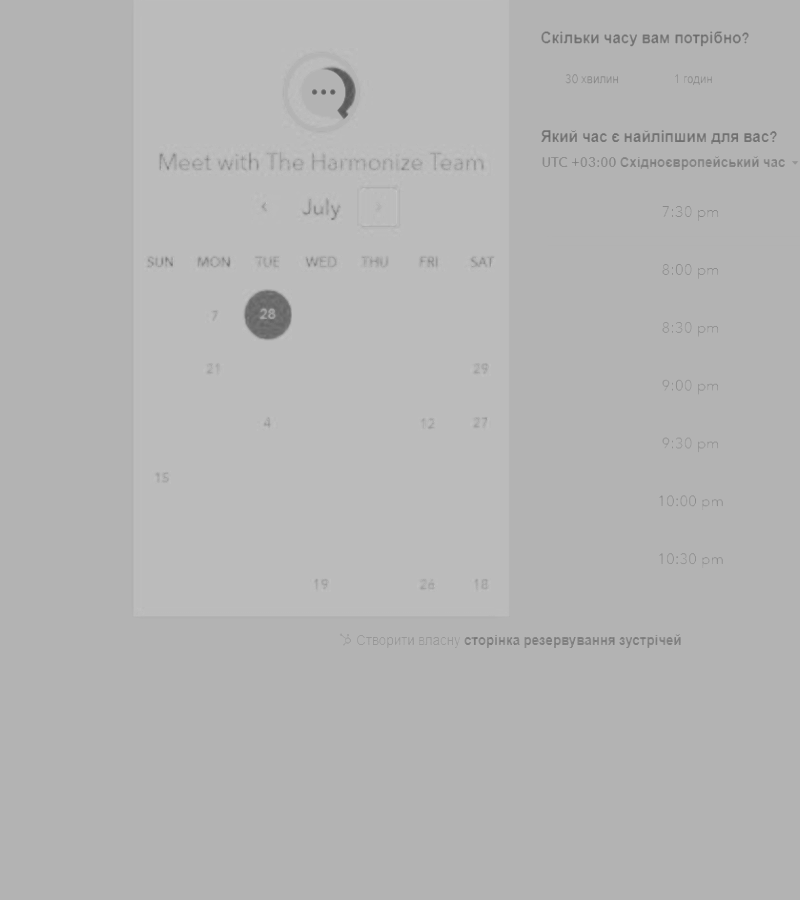 Meet with The Harmonize Team
July
SUN MON TUE WED THU FRI SAT
7 28
21 29
4 12 27
15
19 26 18
Скільки часу вам потрібно?
30 хвилин 1 годин
Який час є найліпшим для вас?
UTC +03:00 Східноєвропейський час
7:30 pm
8:00 pm
8:30 pm
9:00 pm
9:30 pm
10:00 pm
10:30 pm
Створити власну сторінка резервування зустрічей